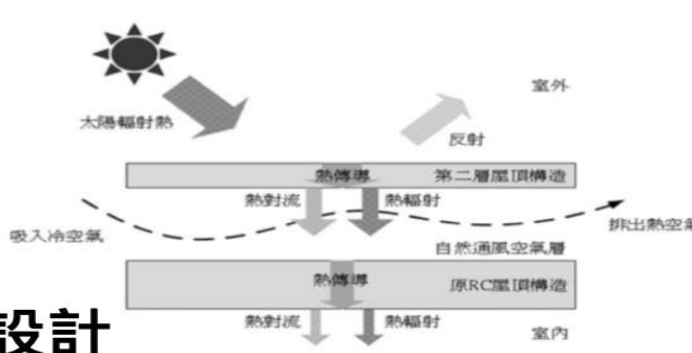 室外
太陽輻射熱
反射
熱傳導
第二層屋頂構造
熱對流
熱輻射
吸入冷空氣
排出熱空氣
自然通風空氣層
熱傳導
原RC屋頂構造
設計
熱對流
熱輻射
室內